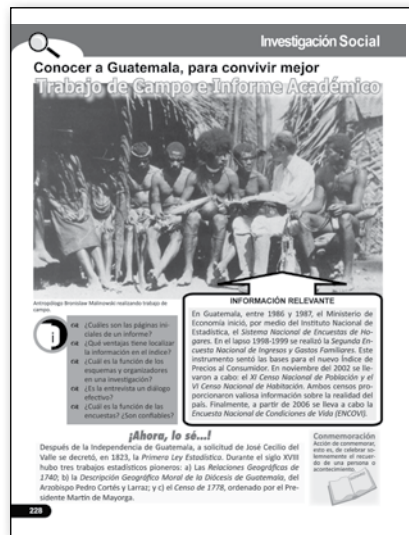 Investigación Social
Conocer a Guatemala, para convivir mejor
Trabajo de Campo e Informe Académico
Antropólogo Bronislaw Malinowski realizando trabajo de
campo.
¿Cuáles son las páginas ini-
ciales de un informe?
¿Qué ventajas tiene localizar
la información en el índice?
¿Cuál es la función de los
esquemas y organizadores
en una investigación?
¿Es la entrevista un diálogo
efectivo?
¿Cuál es la función de las
encuestas? ¿Son confiables?
INFORMACIÓN RELEVANTE
En Guatemala, entre 1986 y 1987, el Ministerio de
Economía inició, por medio del Instituto Nacional de
Estadística, el Sistema Nacional de Encuestas de Ho-
gares. En el lapso 1998-1999 se realizó la Segunda En-
cuesta Nacional de Ingresos y Gastos Familiares. Este
instrumento sentó las bases para el nuevo Índice de
Precios al Consumidor. En noviembre del 2002 se lle-
varon a cabo: el XI Censo Nacional de Población y el
VI Censo Nacional de Habitación. Ambos censos pro-
porcionaron valiosa información sobre la realidad del
país. Finalmente, a partir de 2006 se lleva a cabo la
Encuesta Nacional de Condiciones de Vida (ENCOVI).
¡Ahora, lo sé...!
Después de la Independencia de Guatemala, a solicitud de José Cecilio del
Valle se decretó, en 1823, la Primera Ley Estadística. Durante el siglo XVIII
hubo tres trabajos estadísticos pioneros: a) Las Relaciones Geográficas de
1740; b) la Descripción Geográfico Moral de la Diócesis de Guatemala, del
Arzobispo Pedro Cortés y Larraz; y c) el Censo de 1778, ordenado por el Pre-
sidente Martín de Mayorga.
Conmemoración
Acción de conmemorar,
esto es, de celebrar so-
lemnemente el recuer-
do de una persona o
acontecimiento.
228